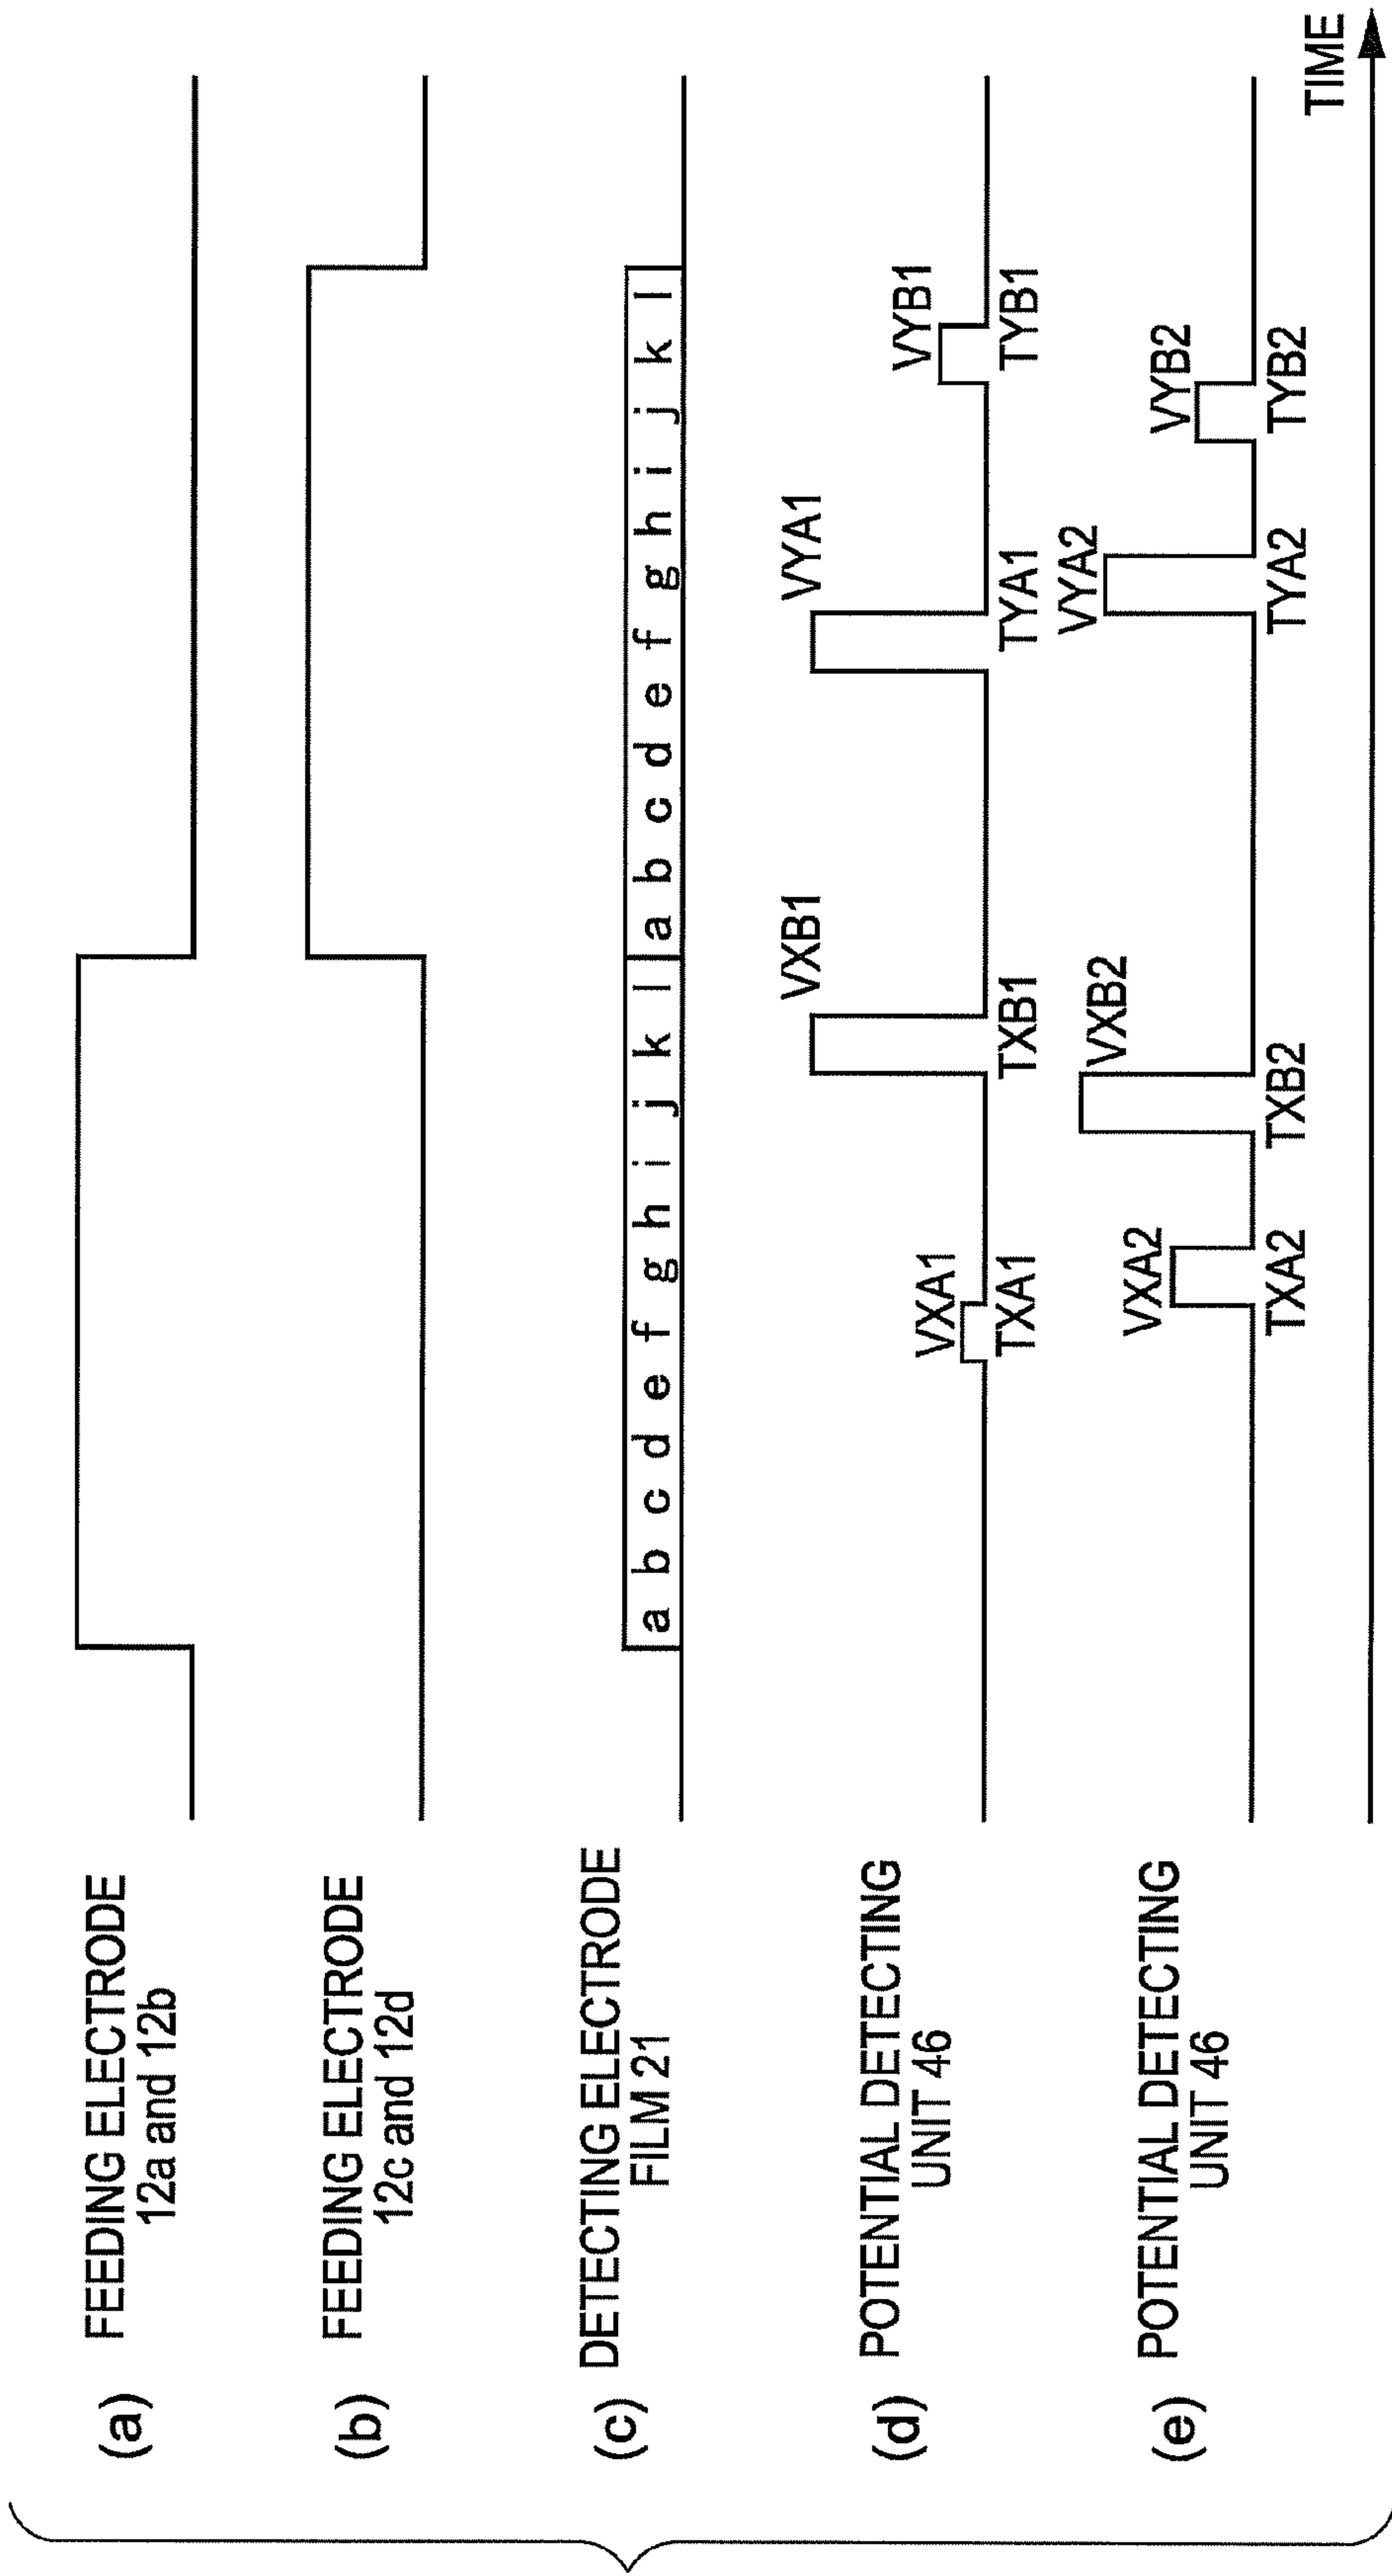 (a) FEEDING ELECTRODE
12a and 12b
(b) FEEDING ELECTRODE
12c and 12d
(c) DETECTING ELECTRODE
FILM 21
a b c d e f g h i j k l a b c d e f g h i j k l
(d) POTENTIAL DETECTING
UNIT 46
VXA1
TXA1
VXB1
TXB1
VYA1
TYA1
VYB1
TYB1
(e) POTENTIAL DETECTING
UNIT 46
VXA2
TXA2
VXB2
TXB2
VYA2
TYA2
VYB2
TYB2
TIME